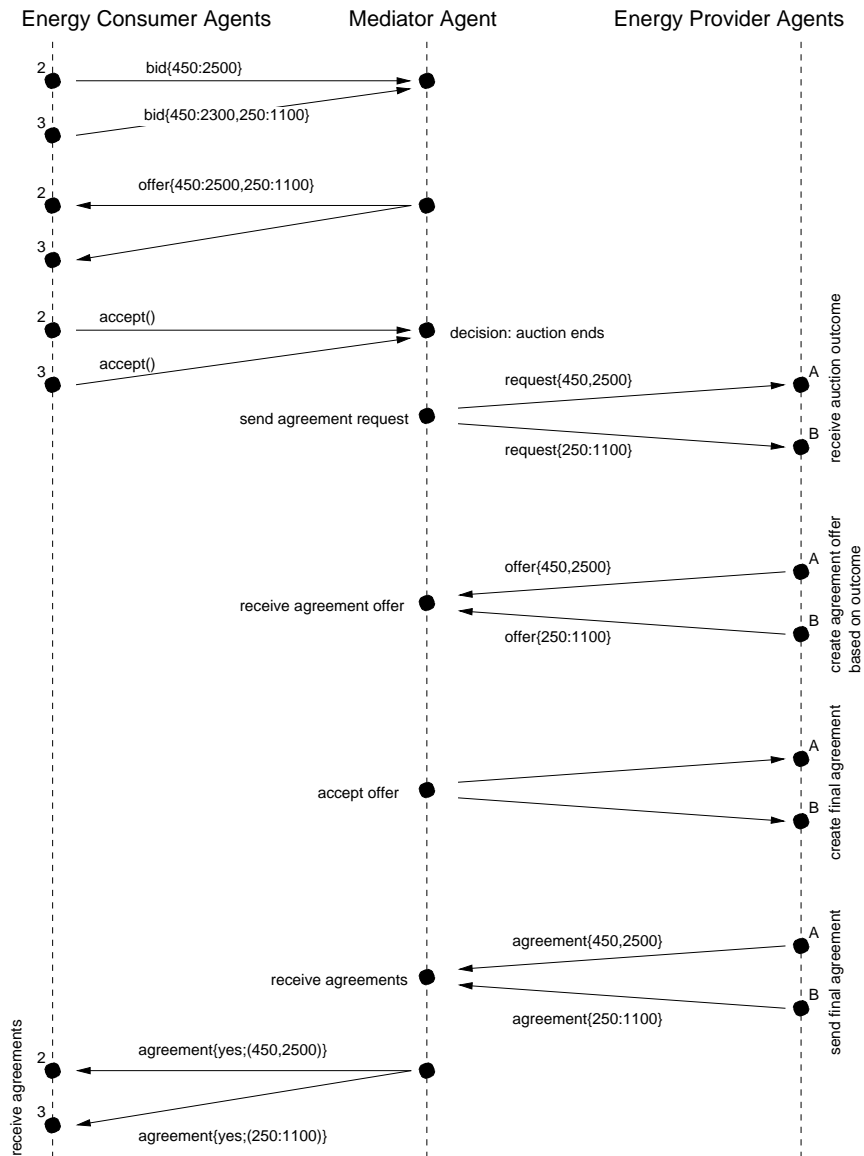 Energy Consumer Agents
Mediator Agent
Energy Provider Agents
2
bid{450:2500}
3
bid{450:2300,250:1100}
2
offer{450:2500,250:1100}
3
2
accept()
decision: auction ends
3
accept()
request{450,2500}
A
send agreement request
B
request{250:1100}
receive auction outcome
A
offer{450,2500}
receive agreement offer
B
offer{250:1100}
create agreement offer
based on outcome
A
accept offer
B
create final agreement
A
agreement{450,2500}
receive agreements
B
agreement{250:1100}
send final agreement
2
agreement{yes;(450,2500)}
3
agreement{yes;(250:1100)}
receive agreements